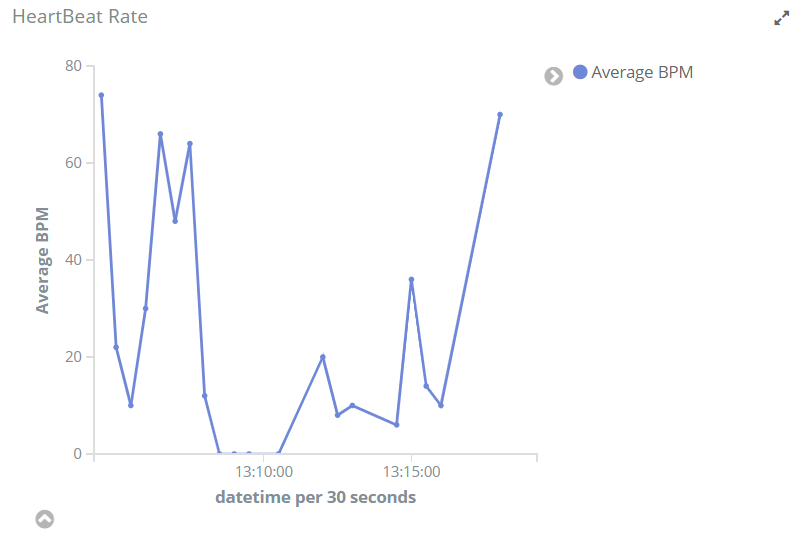 HeartBeat Rate
Average BPM
80
60
40
20
0
Average BPM
13:10:00
13:15:00
datetime per 30 seconds